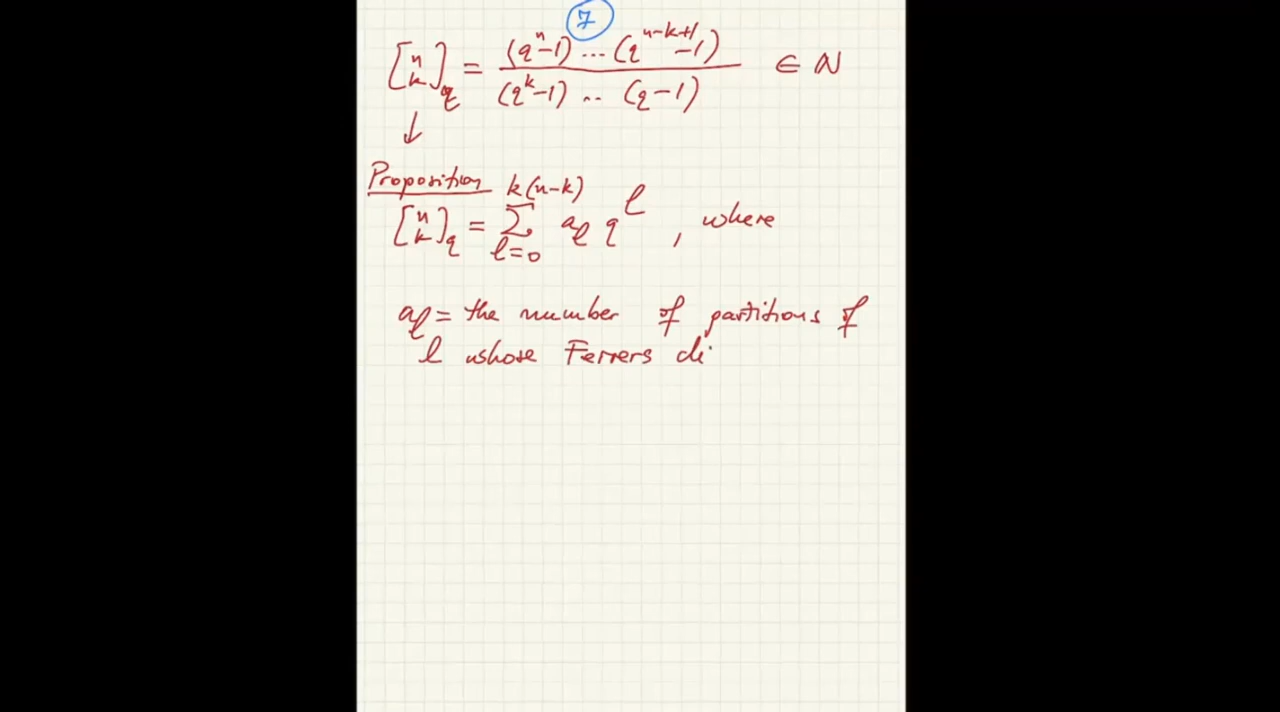 7
[n k]_q = (q^n-1) ... (q^{n-k+1}-1) / (q^k-1) .. (q-1) ∈ N
↓
Proposition
[n k]_q = ∑_{l=0}^{k(n-k)} a_l q^l , where
a_l = the number of partitions of
l whose Ferrers di